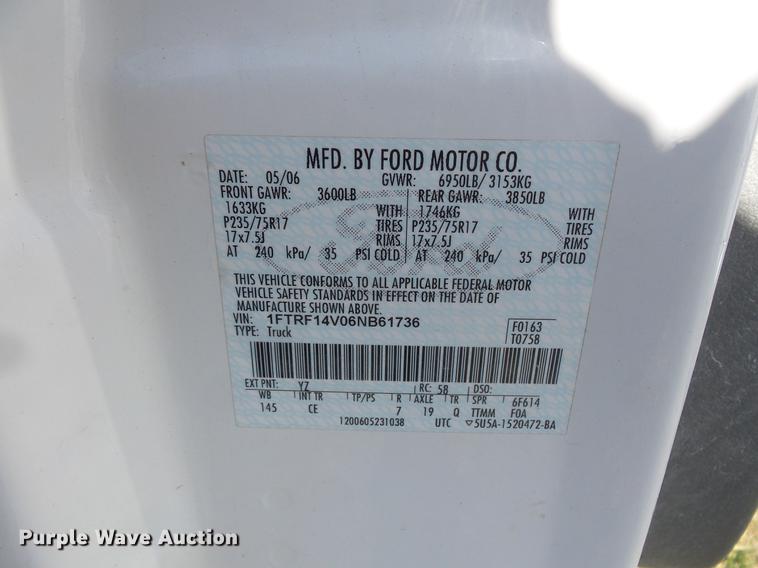 MFD. BY FORD MOTOR CO.
DATE: 05/06 GVWR: 6950LB/ 3153KG
FRONT GAWR: 3600LB REAR GAWR: 3850LB
1633KG WITH 1746KG WITH
P235/75R17 TIRES P235/75R17 TIRES
17x7.5J RIMS 17x7.5J RIMS
AT 240 kPa/ 35 PSI COLD AT 240 kPa/ 35 PSI COLD
Ford
THIS VEHICLE CONFORMS TO ALL APPLICABLE FEDERAL MOTOR
VEHICLE SAFETY STANDARDS IN EFFECT ON THE DATE OF
MANUFACTURE SHOWN ABOVE.
VIN: 1FTRF14V06NB61736 F0163
TYPE: Truck T0758
EXT PNT: YZ RC: 58 DSO:
WB INT TR TP/PS R AXLE TR SPR 6F614
145 CE 7 19 Q TTMM FOA
1200605231038 UTC ▽5U5A-1520472-BA
Purple Wave Auction